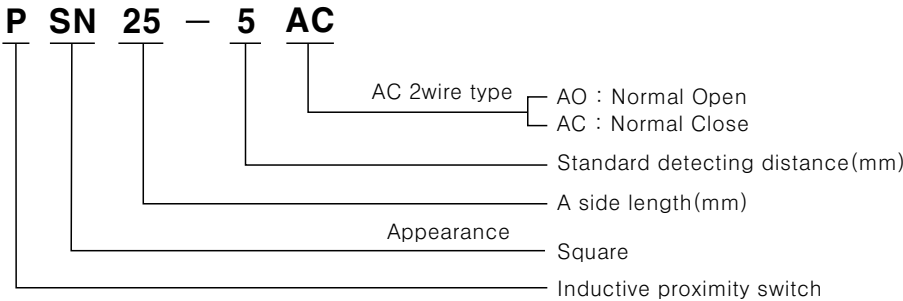 P SN 25 － 5 AC
AC 2wire type
AO : Normal Open
AC : Normal Close
Standard detecting distance(mm)
A side length(mm)
Appearance
Square
Inductive proximity switch